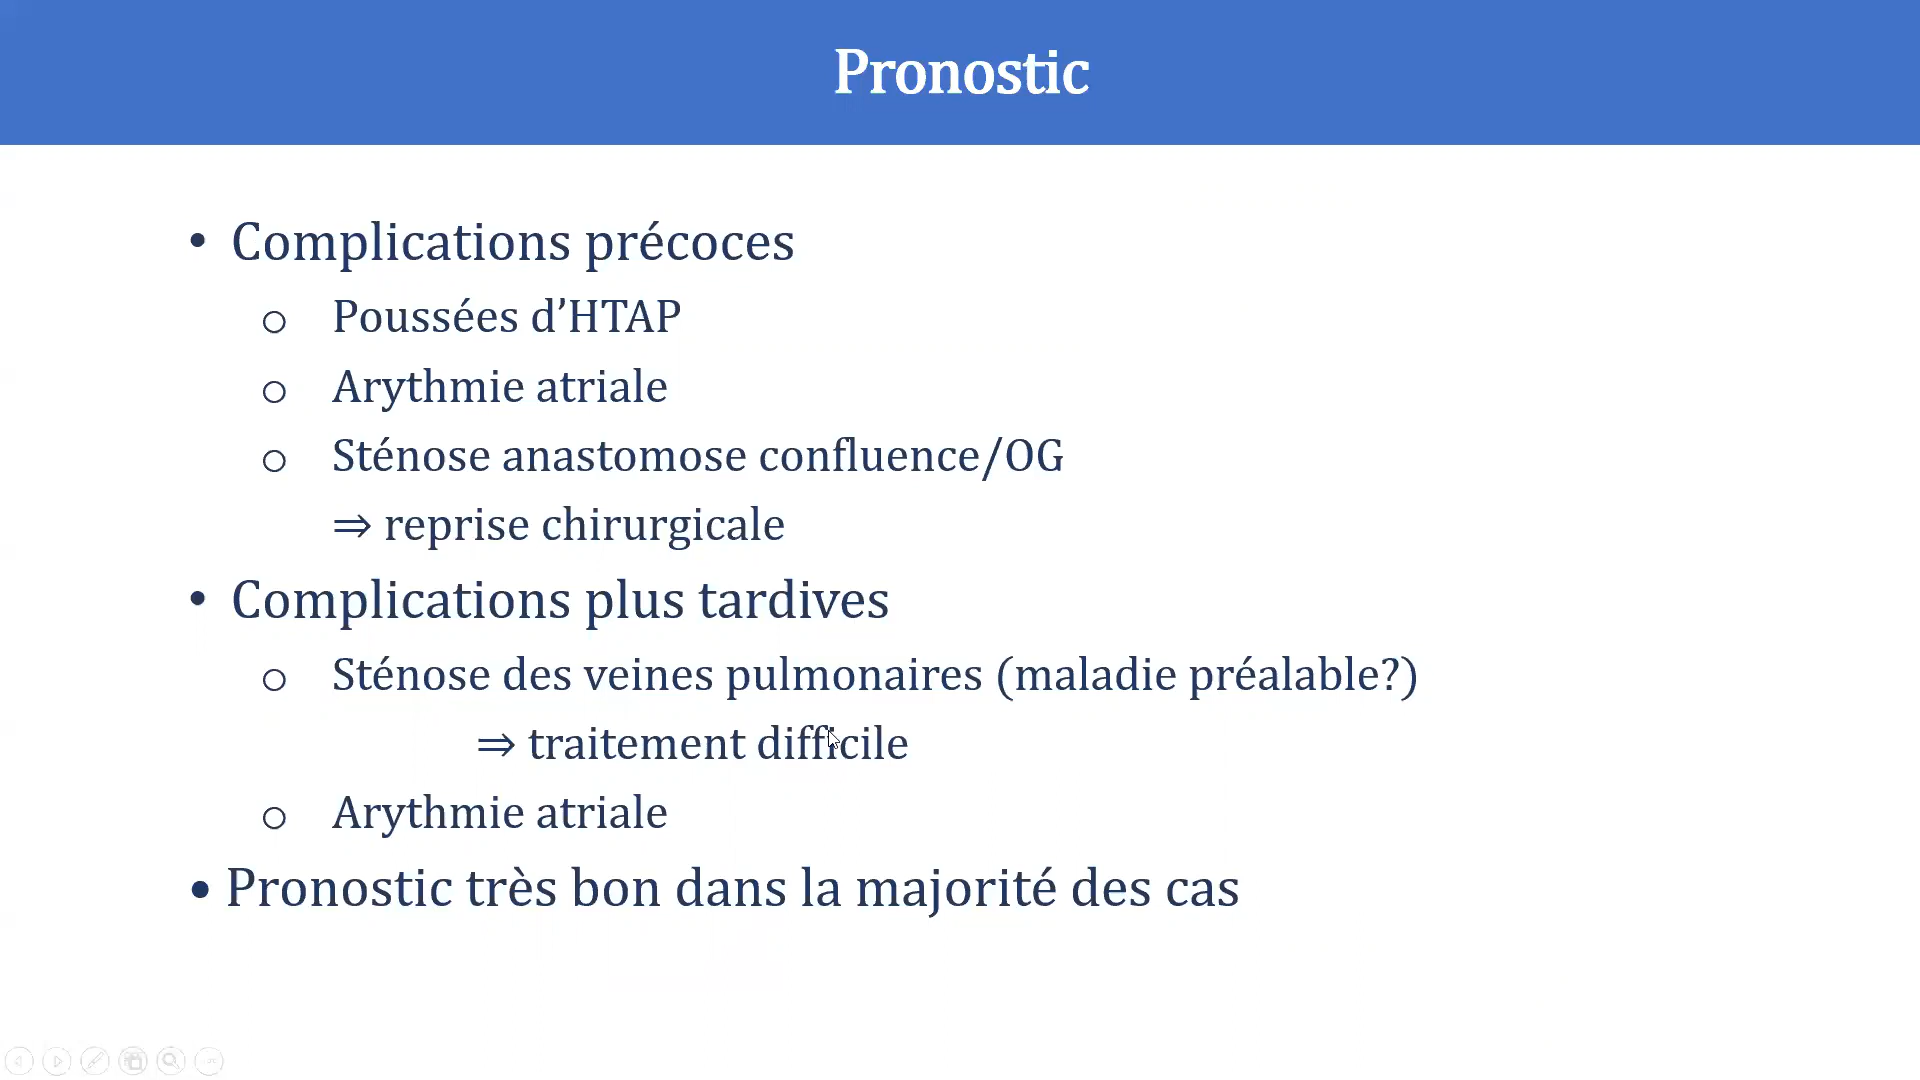 Pronostic
• Complications précoces
o Poussées d’HTAP
o Arythmie atriale
o Sténose anastomose confluence/OG
⇒ reprise chirurgicale
• Complications plus tardives
o Sténose des veines pulmonaires (maladie préalable?)
⇒ traitement difficile
o Arythmie atriale
• Pronostic très bon dans la majorité des cas